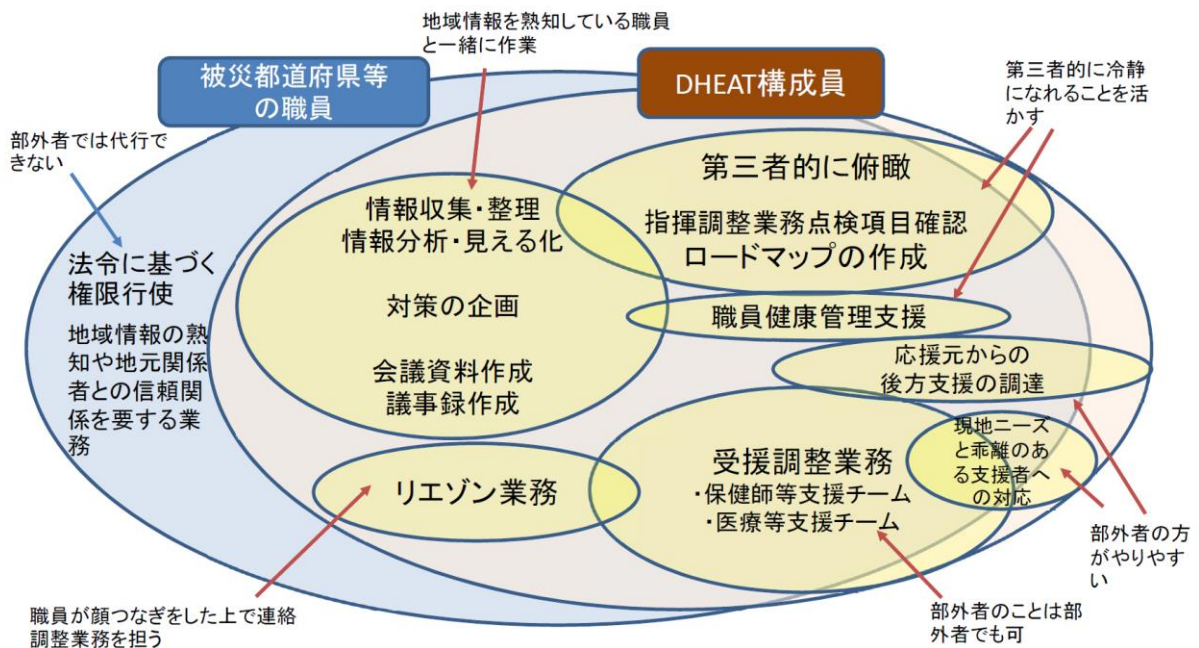 地域情報を熟知している職員
と一緒に作業
被災都道府県等
の職員
DHEAT構成員
第三者的に冷静
になれることを活
かす
部外者では代行で
きない
第三者的に俯瞰
指揮調整業務点検項目確認
ロードマップの作成
情報収集・整理
情報分析・見える化
対策の企画
会議資料作成
議事録作成
法令に基づく
権限行使
地域情報の熟
知や地元関係
者との信頼関
係を要する業
務
職員健康管理支援
応援元からの
後方支援の調達
現地ニーズ
と乖離のあ
る支援者へ
の対応
受援調整業務
・保健師等支援チーム
・医療等支援チーム
リエゾン業務
部外者の方
がやりやす
い
職員が顔つなぎをした上で連絡
調整業務を担う
部外者のことは部
外者でも可